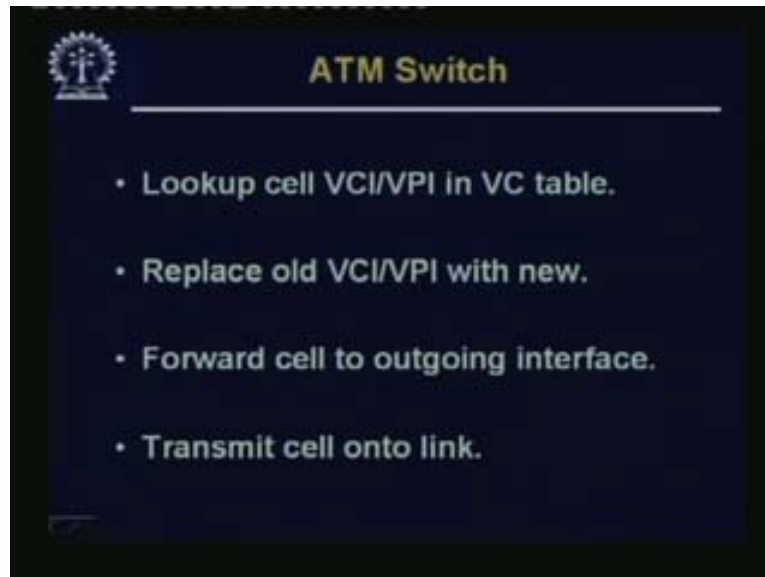 ATM Switch
• Lookup cell VCI/VPI in VC table.
• Replace old VCI/VPI with new.
• Forward cell to outgoing interface.
• Transmit cell onto link.